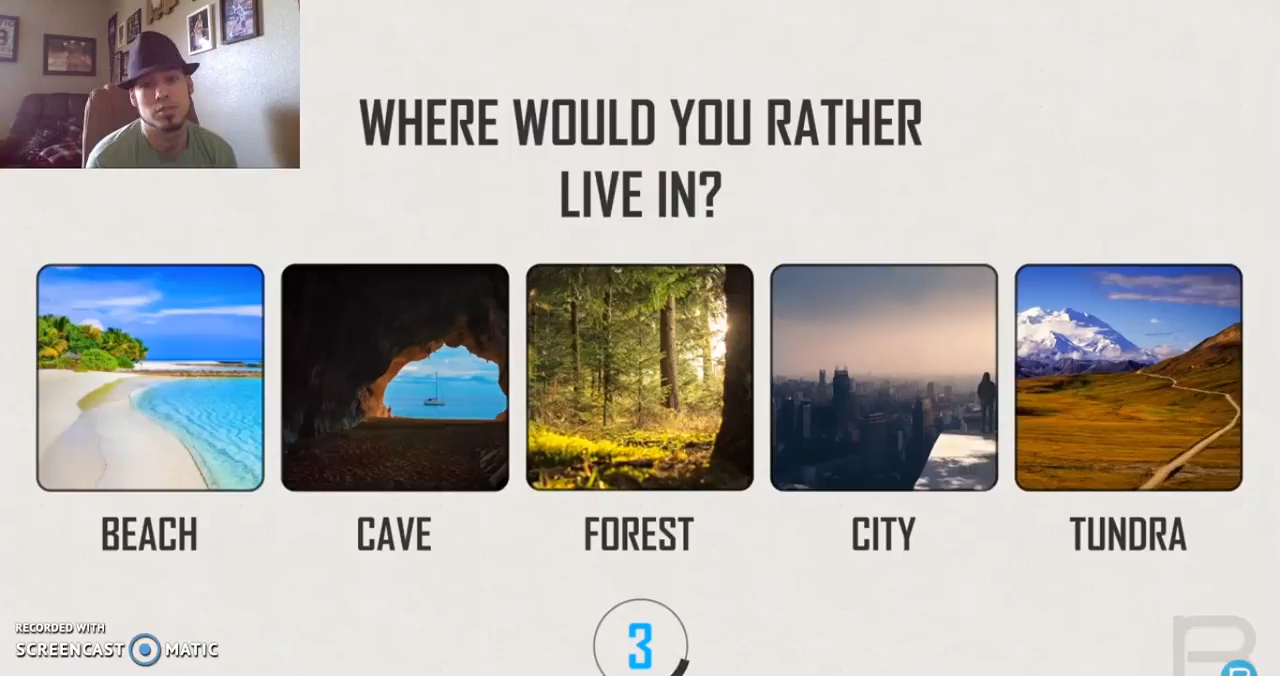 WHERE WOULD YOU RATHER
LIVE IN?
BEACH
CAVE
FOREST
CITY
TUNDRA
3
RECORDED WITH
SCREENCAST MATIC